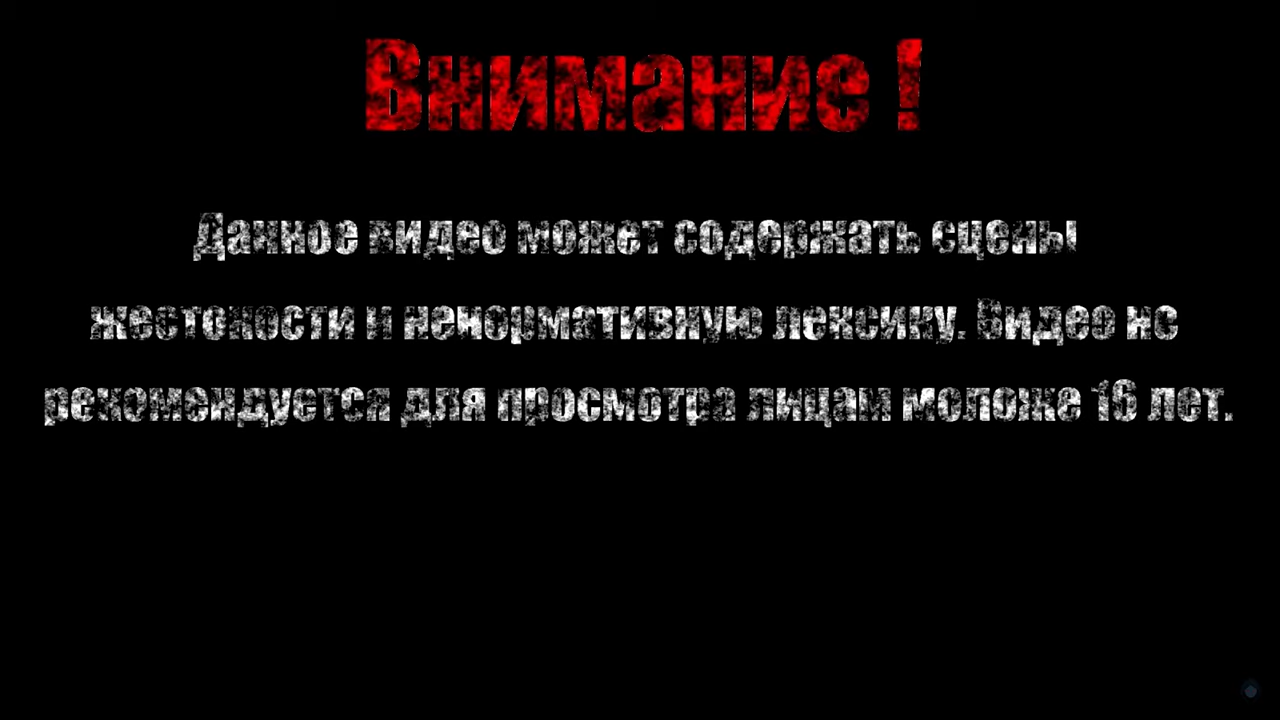 Внимание !
Данное видео может содержать сцены
жестокости и ненормативную лексику. Видео не
рекомендуется для просмотра лицам моложе 16 лет.